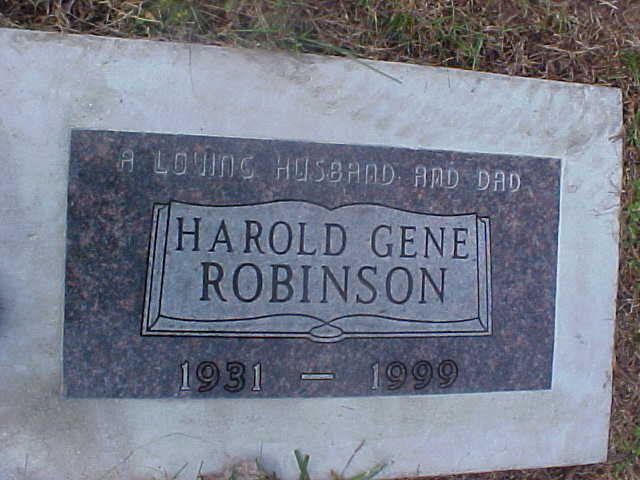 A LOVING HUSBAND AND DAD
HAROLD GENE
ROBINSON
1931 — 1999